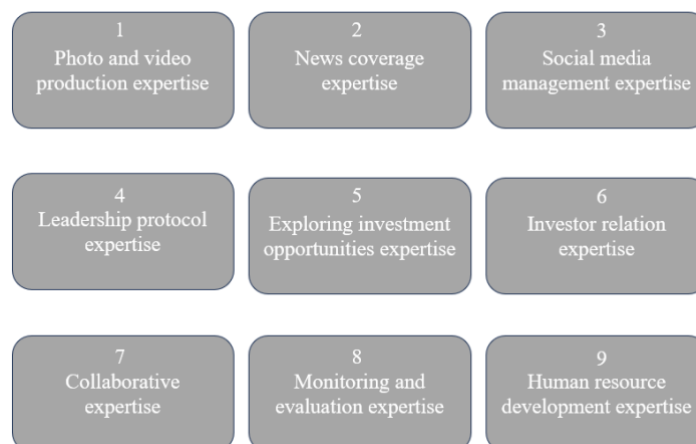 1
Photo and video
production expertise
2
News coverage
expertise
3
Social media
management expertise
4
Leadership protocol
expertise
5
Exploring investment
opportunities expertise
6
Investor relation
expertise
7
Collaborative
expertise
8
Monitoring and
evaluation expertise
9
Human resource
development expertise